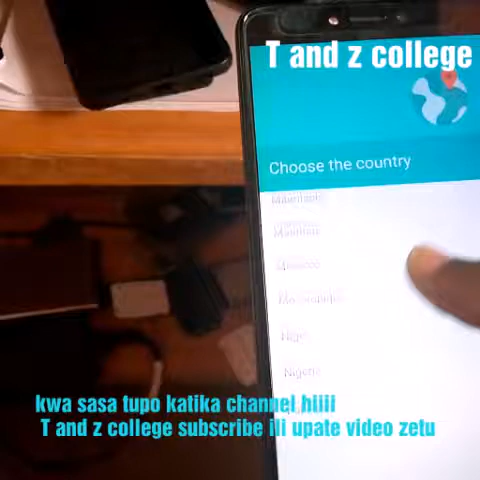 T and z college
Choose the country
Niger
Nigeria
kwa sasa tupo katika channel hiiii
T and z college subscribe ili upate video zetu